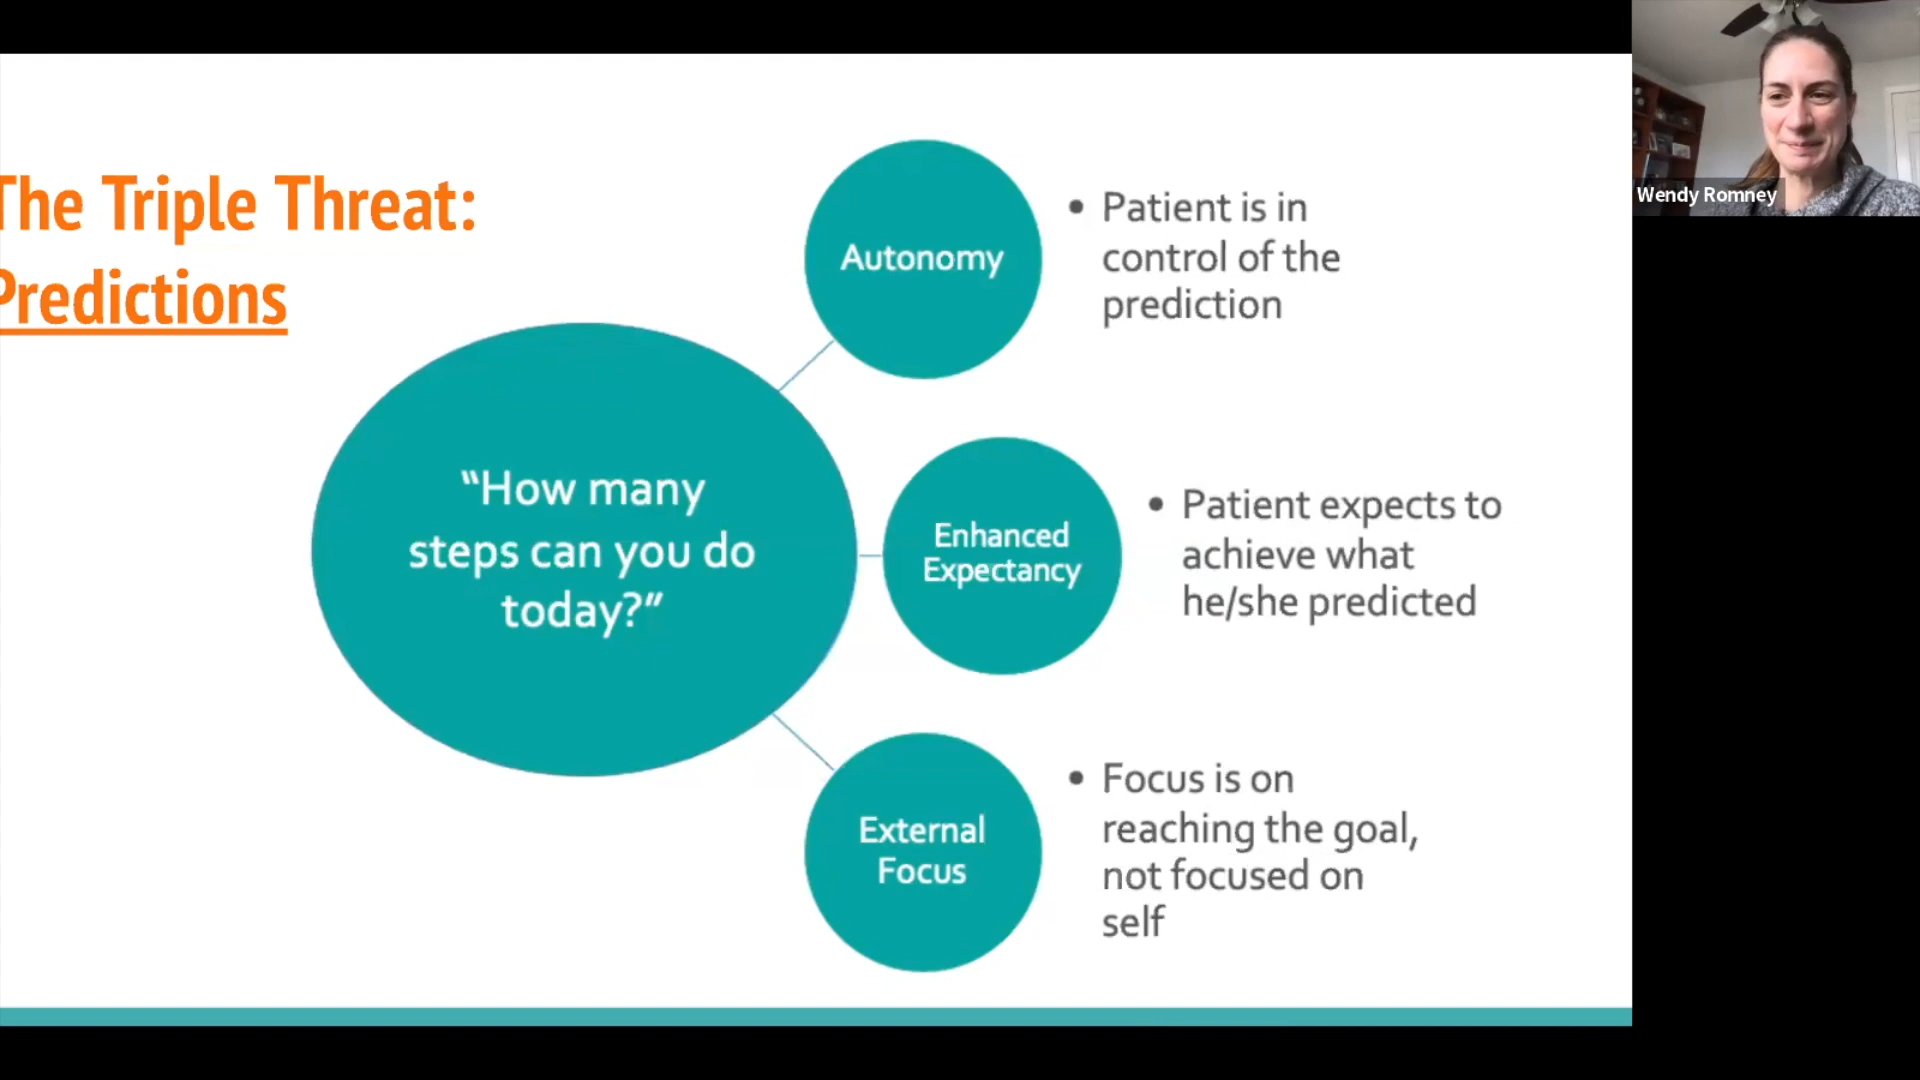 The Triple Threat:
Predictions
“How many
steps can you do
today?”
Autonomy
• Patient is in
control of the
prediction
Enhanced
Expectancy
• Patient expects to
achieve what
he/she predicted
External
Focus
• Focus is on
reaching the goal,
not focused on
self
Wendy Romney